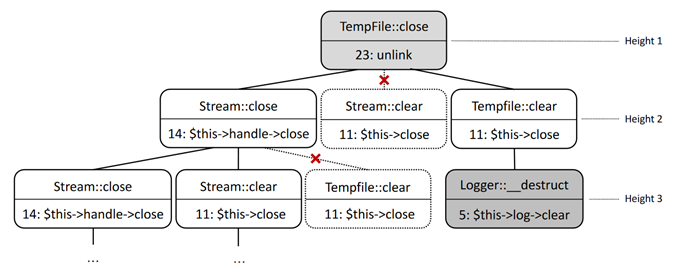 TempFile::close
23: unlink
Height 1
Stream::close
14: $this->handle->close
Stream::clear
11: $this->close
Tempfile::clear
11: $this->close
Height 2
Stream::close
14: $this->handle->close
Stream::clear
11: $this->close
Tempfile::clear
11: $this->close
Logger::__destruct
5: $this->log->clear
Height 3
...
...